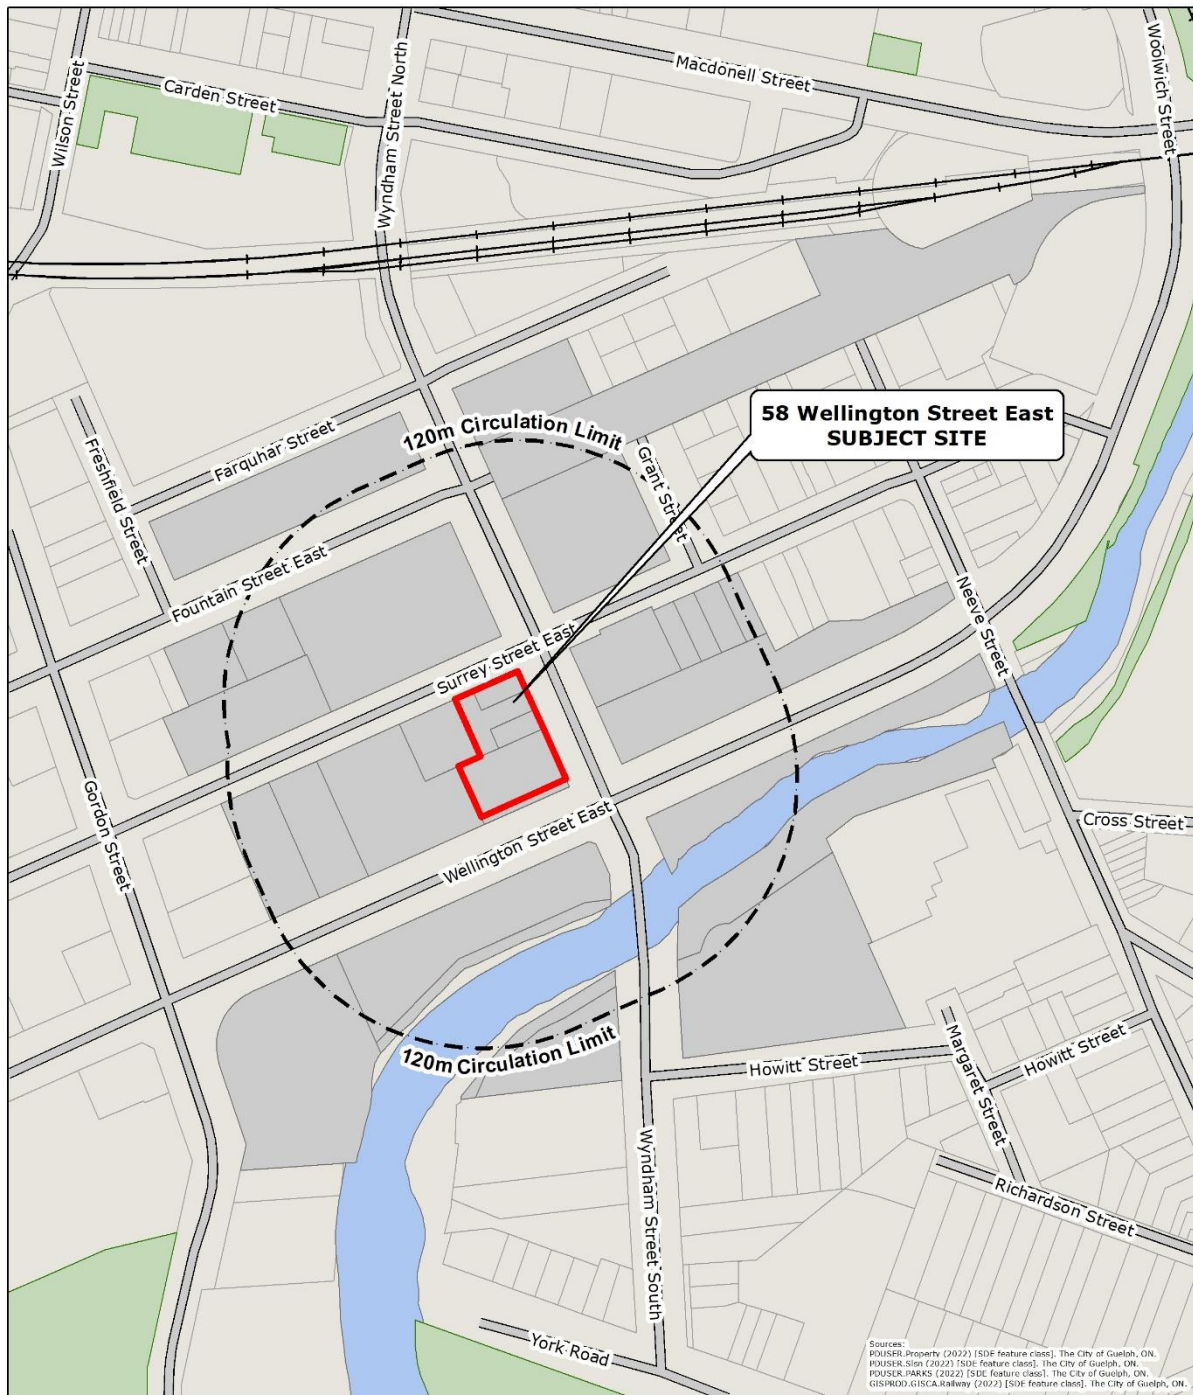 Woolwich Street
Macdonell Street
Carden Street
Wilson Street
Wyndham Street North
58 Wellington Street East
SUBJECT SITE
120m Circulation Limit
Farquhar Street
Freshfield Street
Grant Street
Fountain Street East
Neeve Street
Surrey Street East
Gordon Street
Cross Street
Wellington Street East
120m Circulation Limit
Howitt Street
Howitt Street
Margaret Street
Wyndham Street South
Richardson Street
York Road
Sources:
PDUSER.Property (2022) [SDE feature class]. The City of Guelph, ON.
PDUSER.Slsn (2022) [SDE feature class]. The City of Guelph, ON.
PDUSER.PARKS (2022) [SDE feature class]. The City of Guelph, ON.
GISPROD.GISCA.Railway (2022) [SDE feature class]. The City of Guelph, ON.